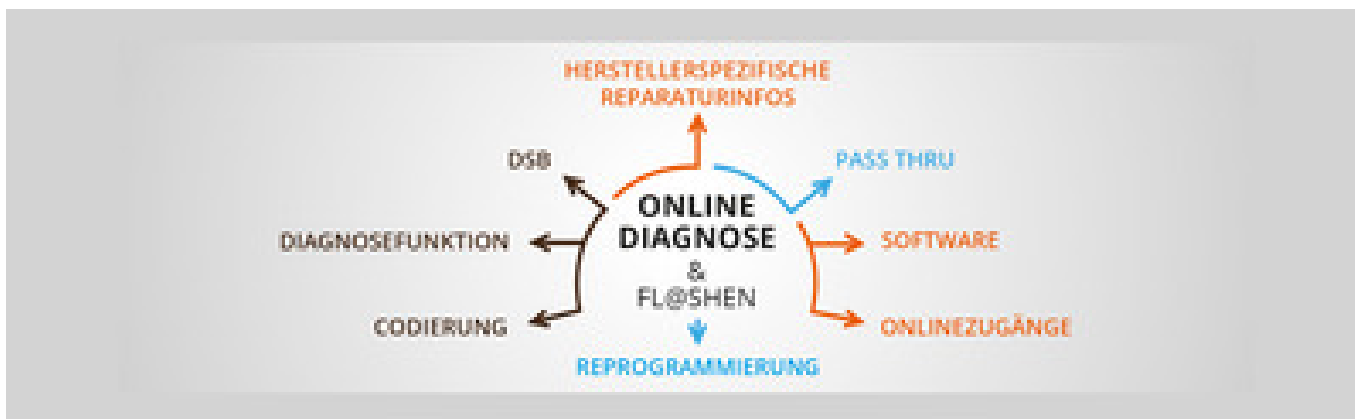 HERSTELLERSPEZIFISCHE
REPARATURINFOS
DSB
PASS THRU
ONLINE
DIAGNOSE
&
FL@SHEN
DIAGNOSEFUNKTION
SOFTWARE
CODIERUNG
ONLINEZUGÄNGE
REPROGRAMMIERUNG